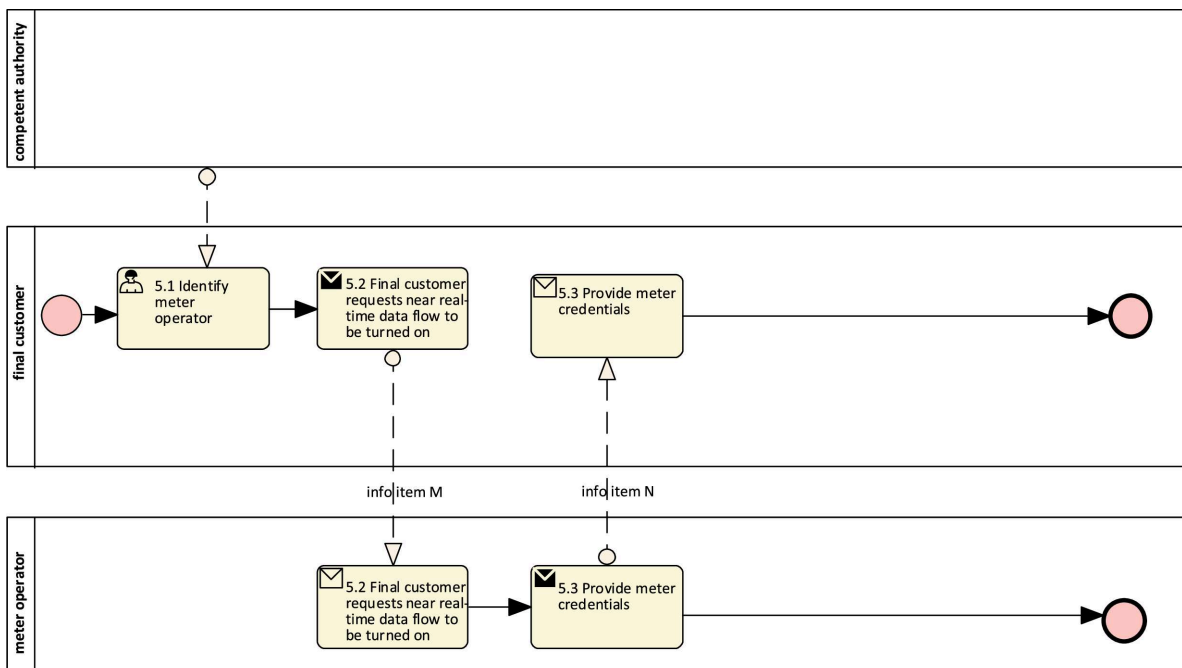 competent authority
final customer
5.1 Identify
meter
operator
5.2 Final customer
requests near real-
time data flow to
be turned on
5.3 Provide meter
credentials
info item M
info item N
meter operator
5.2 Final customer
requests near real-
time data flow to
be turned on
5.3 Provide meter
credentials